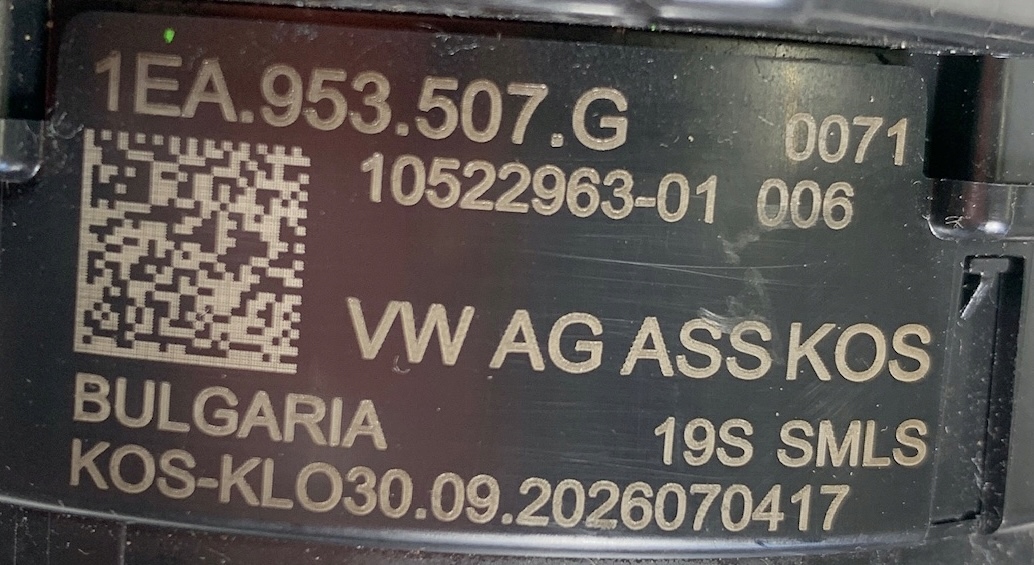 1EA.953.507.G 0071
10522963-01 006
VW AG ASS KOS
BULGARIA 19S SMLS
KOS-KLO30.09.2026070417